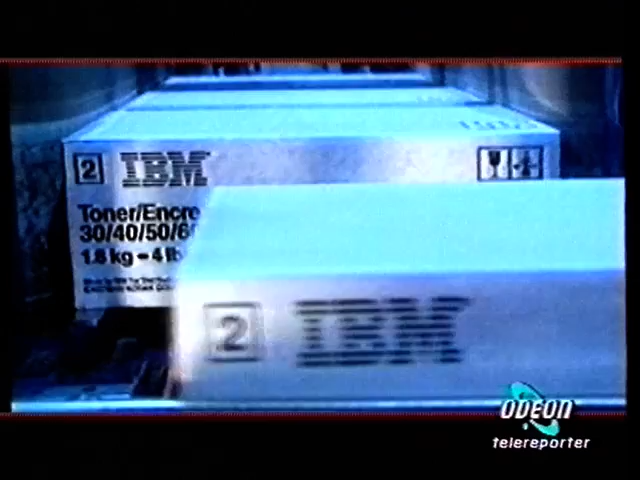 2 IBM
Toner/Encre
30/40/50/6
1.8 kg - 4 lb
2 IBM
ODEON
telereporter